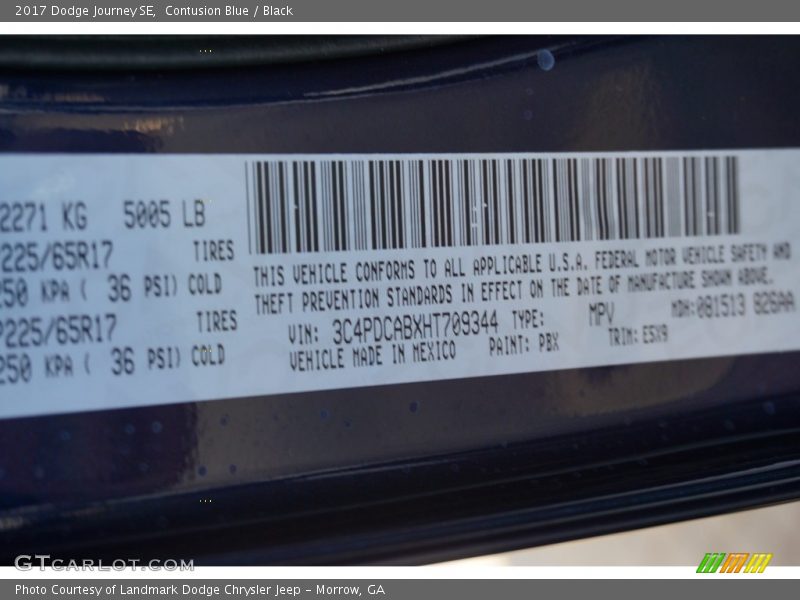 2017 Dodge Journey SE, Contusion Blue / Black
2271 KG 5005 LB
P225/65R17 TIRES
250 KPA ( 36 PSI) COLD
P225/65R17 TIRES
250 KPA ( 36 PSI) COLD
THIS VEHICLE CONFORMS TO ALL APPLICABLE U.S.A. FEDERAL MOTOR VEHICLE SAFETY AND
THEFT PREVENTION STANDARDS IN EFFECT ON THE DATE OF MANUFACTURE SHOWN ABOVE.
VIN: 3C4PDCABXHT709344 TYPE: MPV MDH: 081513 826AA
VEHICLE MADE IN MEXICO PAINT: PBX TRIM: E5X9
GTCARLOT.COM
Photo Courtesy of Landmark Dodge Chrysler Jeep – Morrow, GA